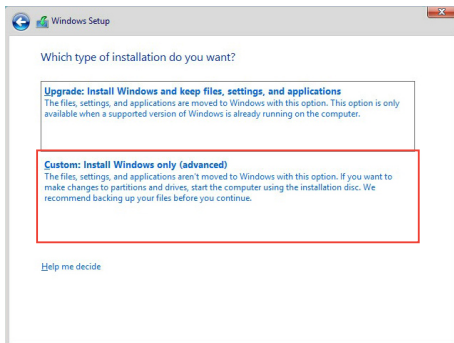 Windows Setup
Which type of installation do you want?
Upgrade: Install Windows and keep files, settings, and applications
The files, settings, and applications are moved to Windows with this option. This option is only
available when a supported version of Windows is already running on the computer.
Custom: Install Windows only (advanced)
The files, settings, and applications aren't moved to Windows with this option. If you want to
make changes to partitions and drives, start the computer using the installation disc. We
recommend backing up your files before you continue.
Help me decide